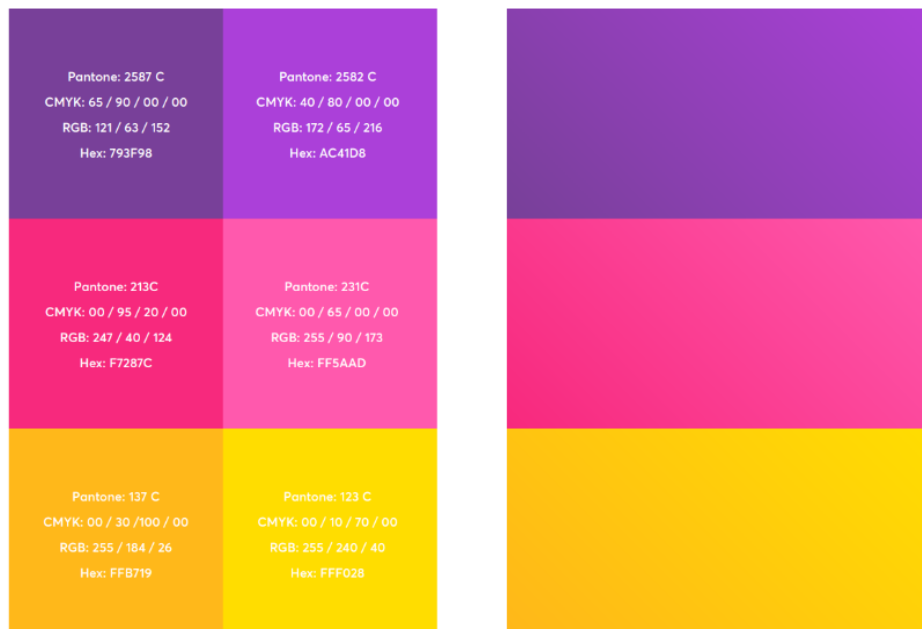 Pantone: 2587 C
CMYK: 65 / 90 / 00 / 00
RGB: 121 / 63 / 152
Hex: 793F98
Pantone: 2582 C
CMYK: 40 / 80 / 00 / 00
RGB: 172 / 65 / 216
Hex: AC41D8
Pantone: 213C
CMYK: 00 / 95 / 20 / 00
RGB: 247 / 40 / 124
Hex: F7287C
Pantone: 231C
CMYK: 00 / 65 / 00 / 00
RGB: 255 / 90 / 173
Hex: FF5AAD
Pantone: 137 C
CMYK: 00 / 30 /100 / 00
RGB: 255 / 184 / 26
Hex: FFB719
Pantone: 123 C
CMYK: 00 / 10 / 70 / 00
RGB: 255 / 240 / 40
Hex: FFF028